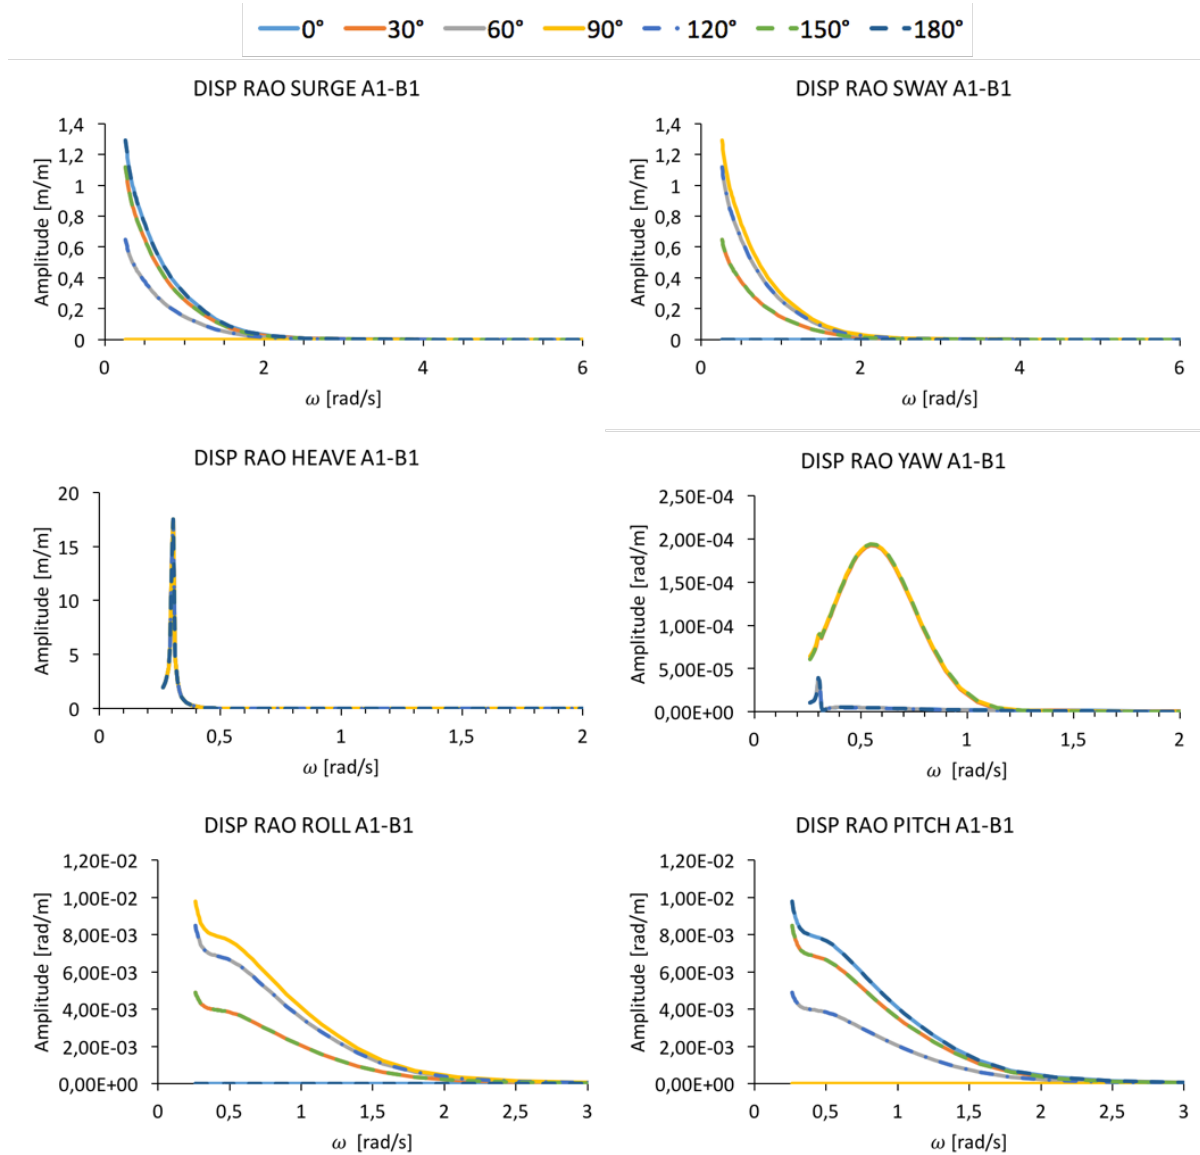 0° 30° 60° 90° 120° 150° 180°
DISP RAO SURGE A1-B1
Amplitude [m/m]
1,4
1,2
1
0,8
0,6
0,4
0,2
0
0 2 4 6
ω [rad/s]
DISP RAO SWAY A1-B1
Amplitude [m/m]
1,4
1,2
1
0,8
0,6
0,4
0,2
0
0 2 4 6
ω [rad/s]
DISP RAO HEAVE A1-B1
Amplitude [m/m]
20
15
10
5
0
0 0,5 1 1,5 2
ω [rad/s]
DISP RAO YAW A1-B1
Amplitude [rad/m]
2,50E-04
2,00E-04
1,50E-04
1,00E-04
5,00E-05
0,00E+00
0 0,5 1 1,5 2
ω [rad/s]
DISP RAO ROLL A1-B1
Amplitude [rad/m]
1,20E-02
1,00E-02
8,00E-03
6,00E-03
4,00E-03
2,00E-03
0,00E+00
0 0,5 1 1,5 2 2,5 3
ω [rad/s]
DISP RAO PITCH A1-B1
Amplitude [rad/m]
1,20E-02
1,00E-02
8,00E-03
6,00E-03
4,00E-03
2,00E-03
0,00E+00
0 0,5 1 1,5 2 2,5 3
ω [rad/s]